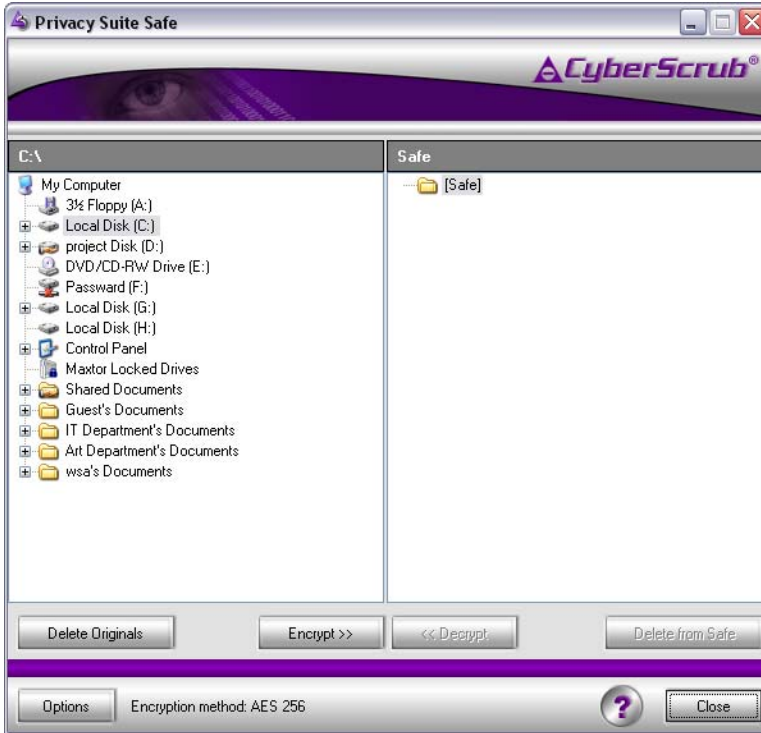 Privacy Suite Safe
CyberScrub®
C:\
Safe
My Computer
3½ Floppy (A:)
Local Disk (C:)
project Disk (D:)
DVD/CD-RW Drive (E:)
Passward (F:)
Local Disk (G:)
Local Disk (H:)
Control Panel
Maxtor Locked Drives
Shared Documents
Guest's Documents
IT Department's Documents
Art Department's Documents
wsa's Documents
[Safe]
Delete Originals
Encrypt >>
<< Decrypt
Delete from Safe
Options
Encryption method: AES 256
?
Close